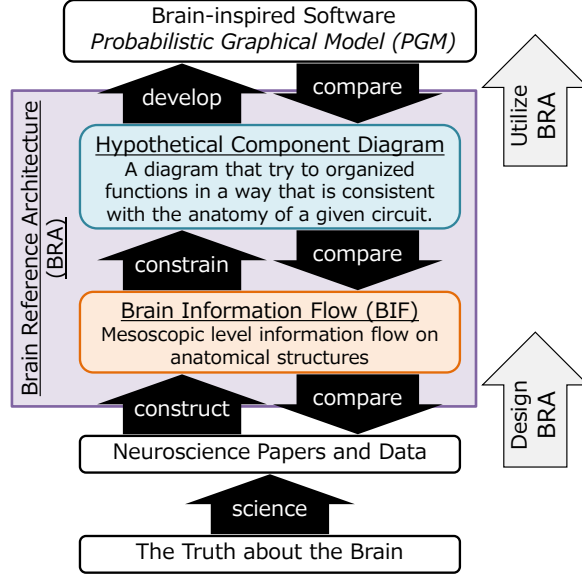 Brain-inspired Software
Probabilistic Graphical Model (PGM)
develop
compare
Utilize
BRA
Brain Reference Architecture
(BRA)
Hypothetical Component Diagram
A diagram that try to organized
functions in a way that is consistent
with the anatomy of a given circuit.
constrain
compare
Brain Information Flow (BIF)
Mesoscopic level information flow on
anatomical structures
construct
compare
Design
BRA
Neuroscience Papers and Data
science
The Truth about the Brain